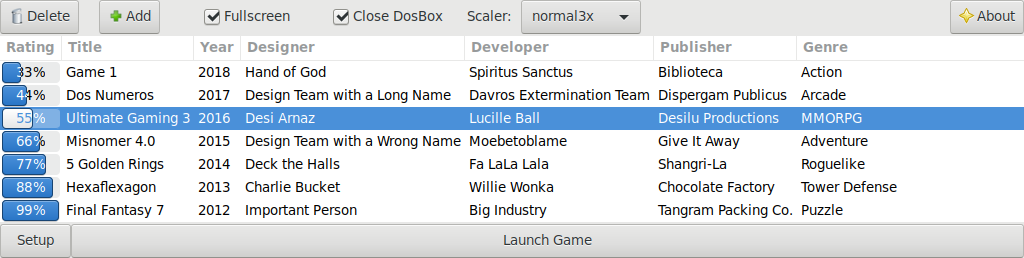 Delete Add Fullscreen Close DosBox Scaler: normal3x About
Rating Title Year Designer Developer Publisher Genre
33% Game 1 2018 Hand of God Spiritus Sanctus Biblioteca Action
44% Dos Numeros 2017 Design Team with a Long Name Davros Extermination Team Dispergam Publicus Arcade
55% Ultimate Gaming 3 2016 Desi Arnaz Lucille Ball Desilu Productions MMORPG
66% Misnomer 4.0 2015 Design Team with a Wrong Name Moebetoblame Give It Away Adventure
77% 5 Golden Rings 2014 Deck the Halls Fa LaLa Lala Shangri-La Roguelike
88% Hexaflexagon 2013 Charlie Bucket Willie Wonka Chocolate Factory Tower Defense
99% Final Fantasy 7 2012 Important Person Big Industry Tangram Packing Co. Puzzle
Setup Launch Game